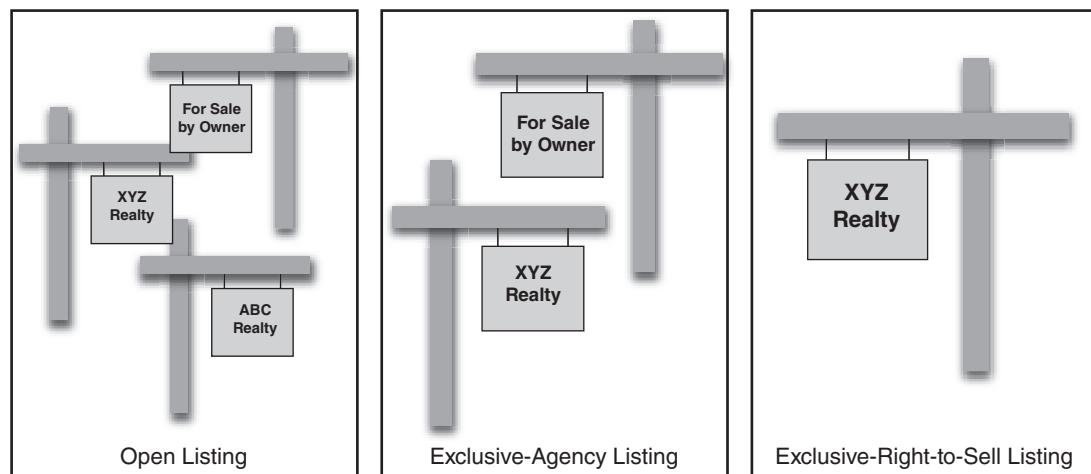 For Sale
by Owner
XYZ
Realty
ABC
Realty
Open Listing
For Sale
by Owner
XYZ
Realty
Exclusive-Agency Listing
XYZ
Realty
Exclusive-Right-to-Sell Listing